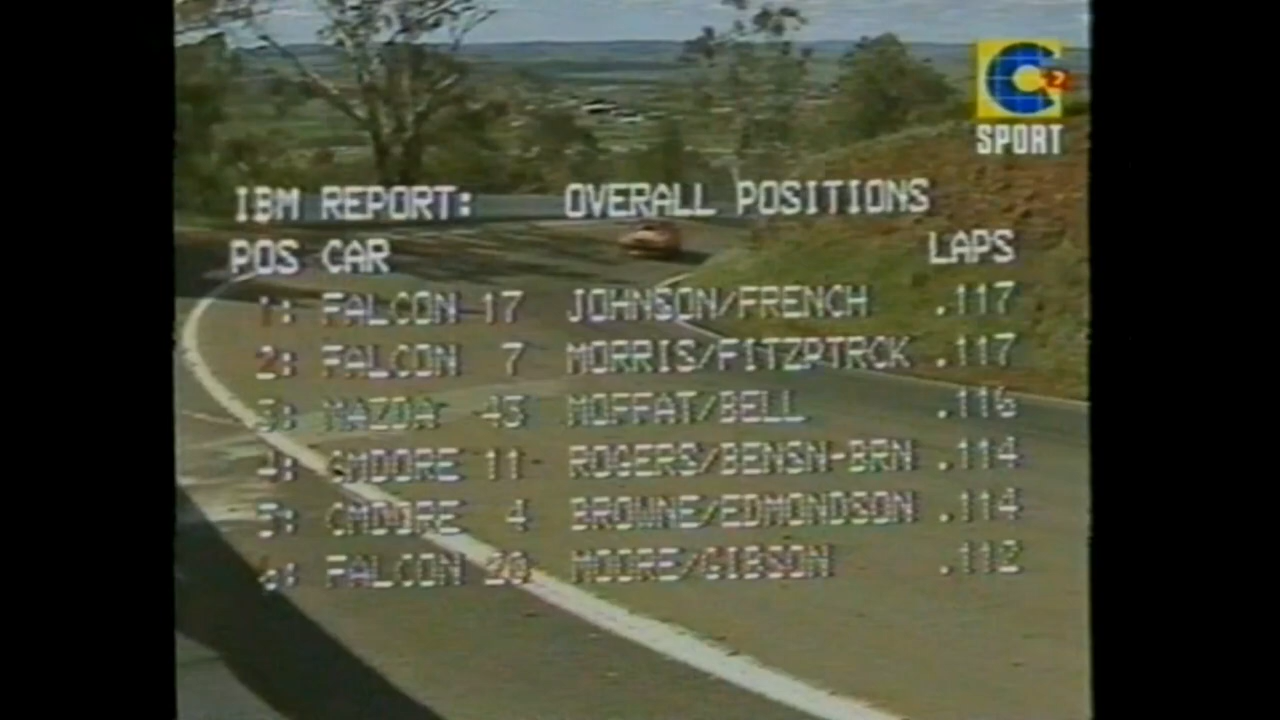 C2
SPORT
IBM REPORT: OVERALL POSITIONS
POS CAR LAPS
1: FALCON 17 JOHNSON/FRENCH .117
2: FALCON 7 MORRIS/FITZPTRCK .117
3: MAZDA 43 MOFFAT/BELL .116
4: CMDORE 11 ROGERS/BENSN-BRN .114
5: CMDORE 4 BROWNE/EDMONDSON .114
6: FALCON 20 MOORE/GIBSON .112